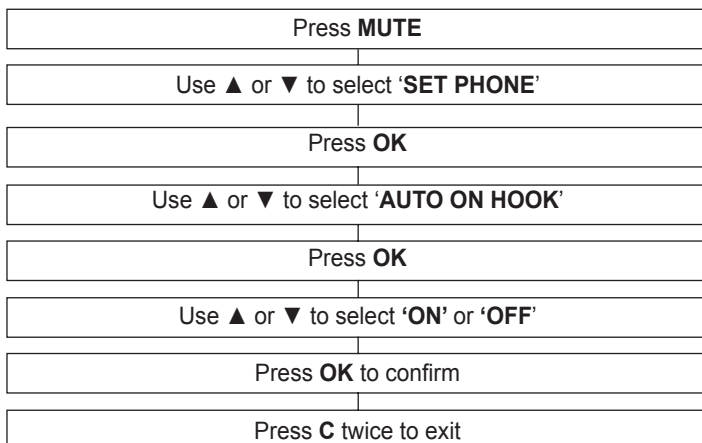 Press MUTE
Use ▲ or ▼ to select ‘SET PHONE’
Press OK
Use ▲ or ▼ to select ‘AUTO ON HOOK’
Press OK
Use ▲ or ▼ to select ‘ON’ or ‘OFF’
Press OK to confirm
Press C twice to exit